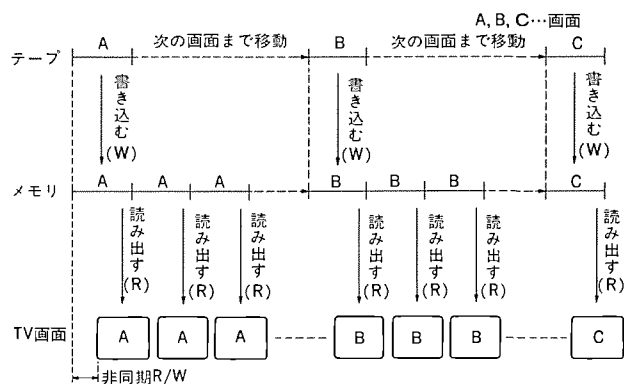 A, B, C…画面
A 次の画面まで移動 B 次の画面まで移動 C
テープ
書き込む(W) 書き込む(W) 書き込む(W)
メモリ A A A B B B C
読み出す(R) 読み出す(R) 読み出す(R) 読み出す(R) 読み出す(R) 読み出す(R) 読み出す(R)
TV画面 A A A B B B C
非同期R/W